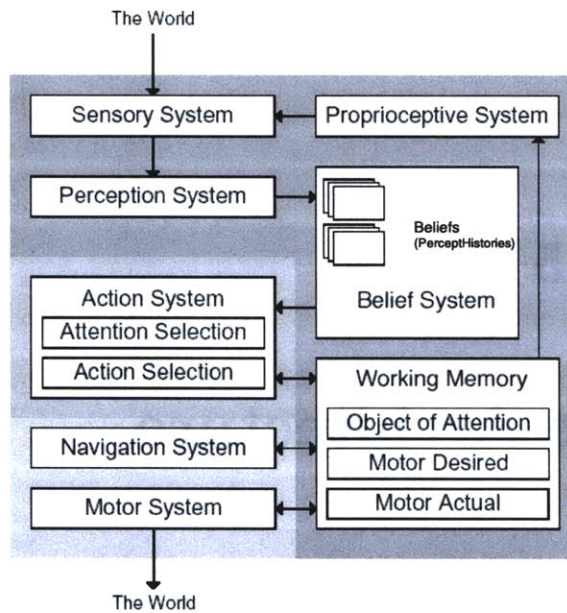 The World
Sensory System
Proprioceptive System
Perception System
Beliefs
(PerceptHistories)
Belief System
Action System
Attention Selection
Action Selection
Working Memory
Object of Attention
Navigation System
Motor Desired
Motor System
Motor Actual
The World